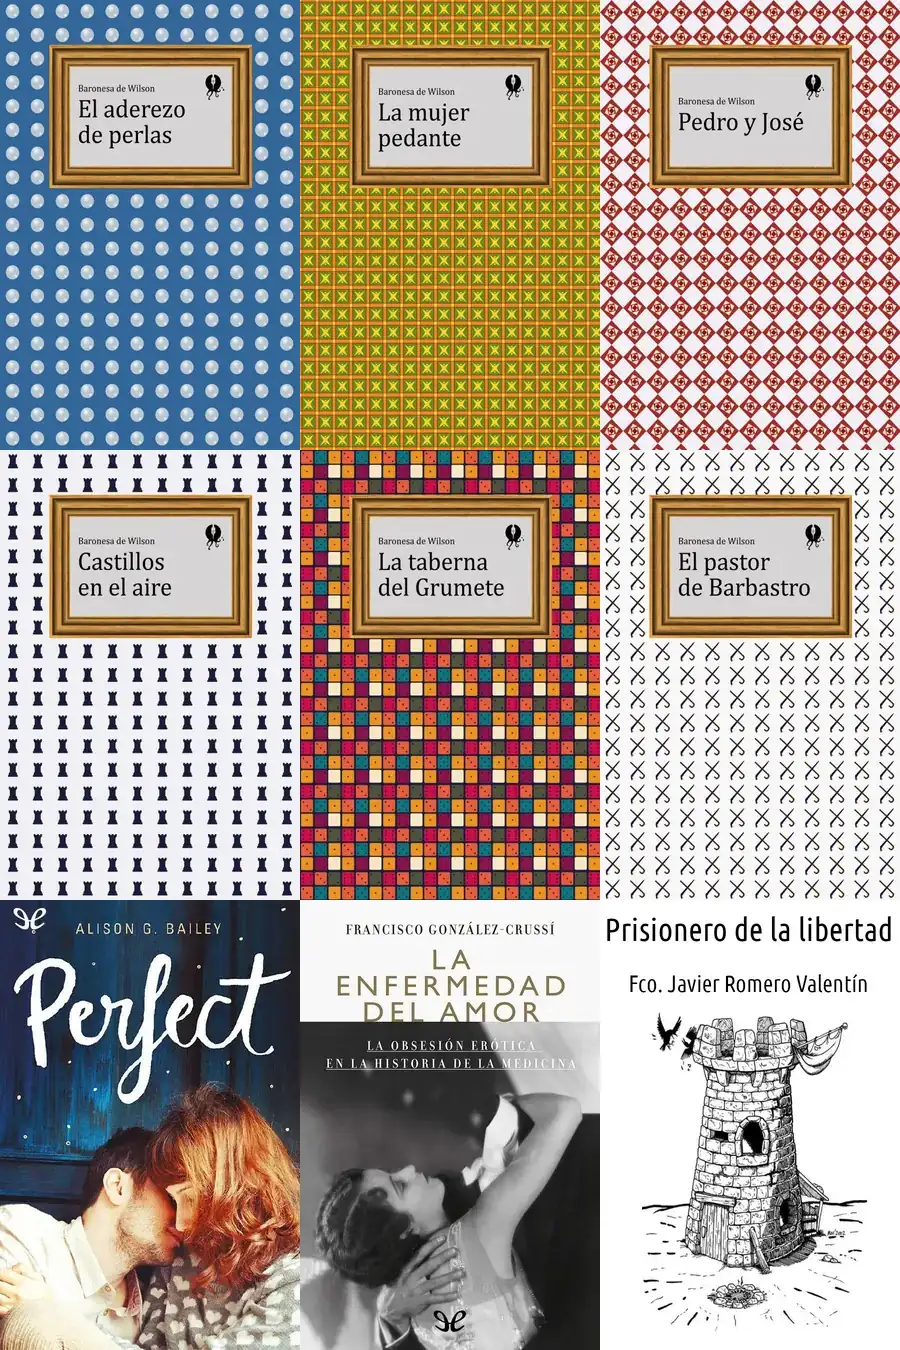 Baronesa de Wilson
El aderezo
de perlas
Baronesa de Wilson
La mujer
pedante
Baronesa de Wilson
Pedro y José
Baronesa de Wilson
Castillos
en el aire
Baronesa de Wilson
La taberna
del Grumete
Baronesa de Wilson
El pastor
de Barbastro
ALISON G. BAILEY
Perfect
FRANCISCO GONZÁLEZ-CRUSSÍ
LA
ENFERMEDAD
DEL AMOR
LA OBSESIÓN ERÓTICA
EN LA HISTORIA DE LA MEDICINA
Prisionero de la libertad
Fco. Javier Romero Valentín